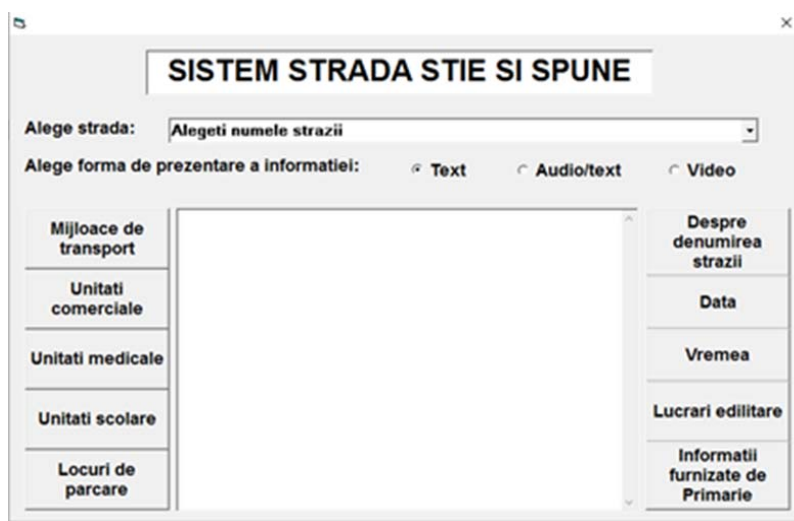 SISTEM STRADA STIE SI SPUNE
Alege strada:
Alegeti numele strazii
Alege forma de prezentare a informatiei:
Text
Audio/text
Video
Mijloace de
transport
Unitati
comerciale
Unitati medicale
Unitati scolare
Locuri de
parcare
Despre
denumirea
strazii
Data
Vremea
Lucrari edilitare
Informatii
furnizate de
Primarie